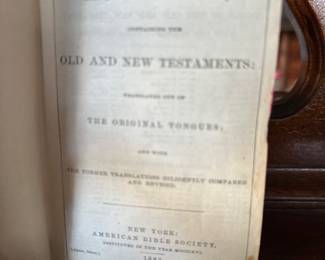 CONTAINING THE
OLD AND NEW TESTAMENTS;
TRANSLATED OUT OF
THE ORIGINAL TONGUES;
AND WITH
THE FORMER TRANSLATIONS DILIGENTLY COMPARED
AND REVISED.
NEW YORK:
AMERICAN BIBLE SOCIETY,
INSTITUTED IN THE YEAR MDCCCXVI.